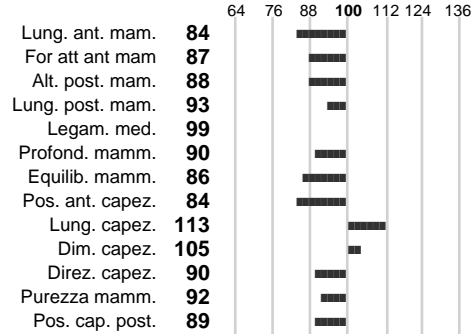 64 76 88 100 112 124 136
Lung. ant. mam. 84
For att ant mam 87
Alt. post. mam. 88
Lung. post. mam. 93
Legam. med. 99
Profond. mamm. 90
Equilib. mamm. 86
Pos. ant. capez. 84
Lung. capez. 113
Dim. capez. 105
Direz. capez. 90
Purezza mamm. 92
Pos. cap. post. 89